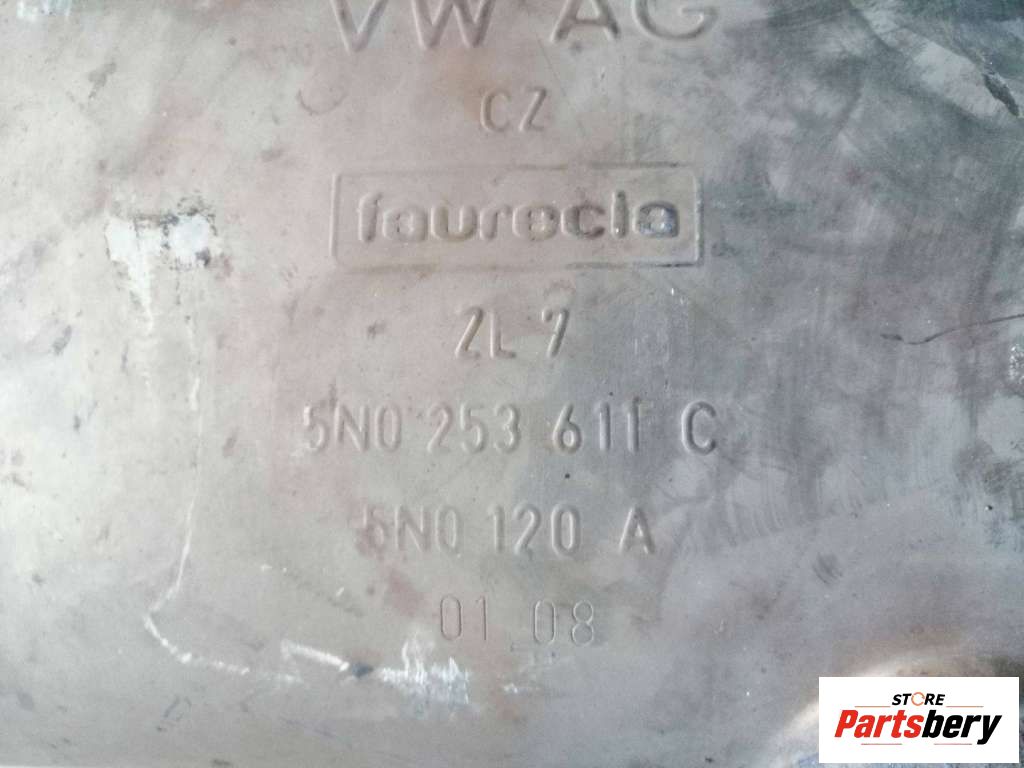 VW AG
CZ
faurecia
ZL 7
5N0 253 611 C
5N0 120 A
01 08
STORE
Partsbery